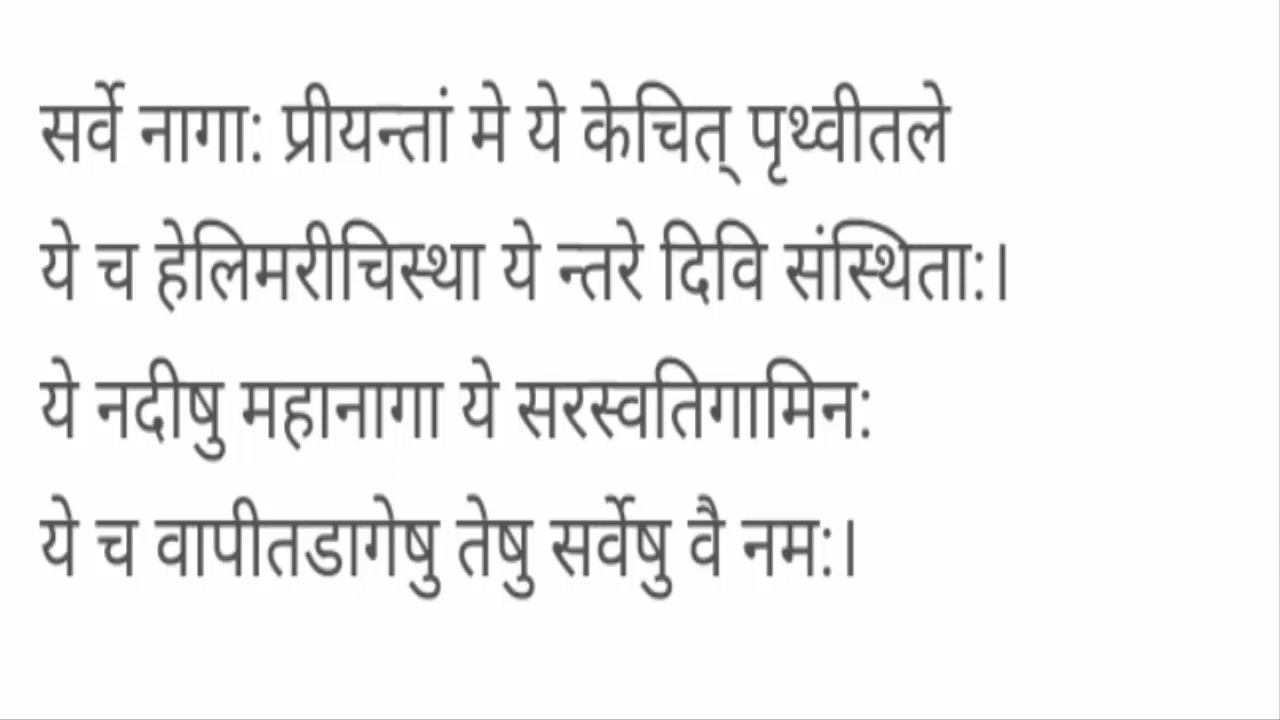 सर्वे नागा: प्रीयन्तां मे ये केचित् पृथ्वीतले
ये च हेलिमरीचिस्था ये न्तरे दिवि संस्थिता:।
ये नदीषु महानागा ये सरस्वतिगामिन:
ये च वापीतडागेषु तेषु सर्वेषु वै नम:।